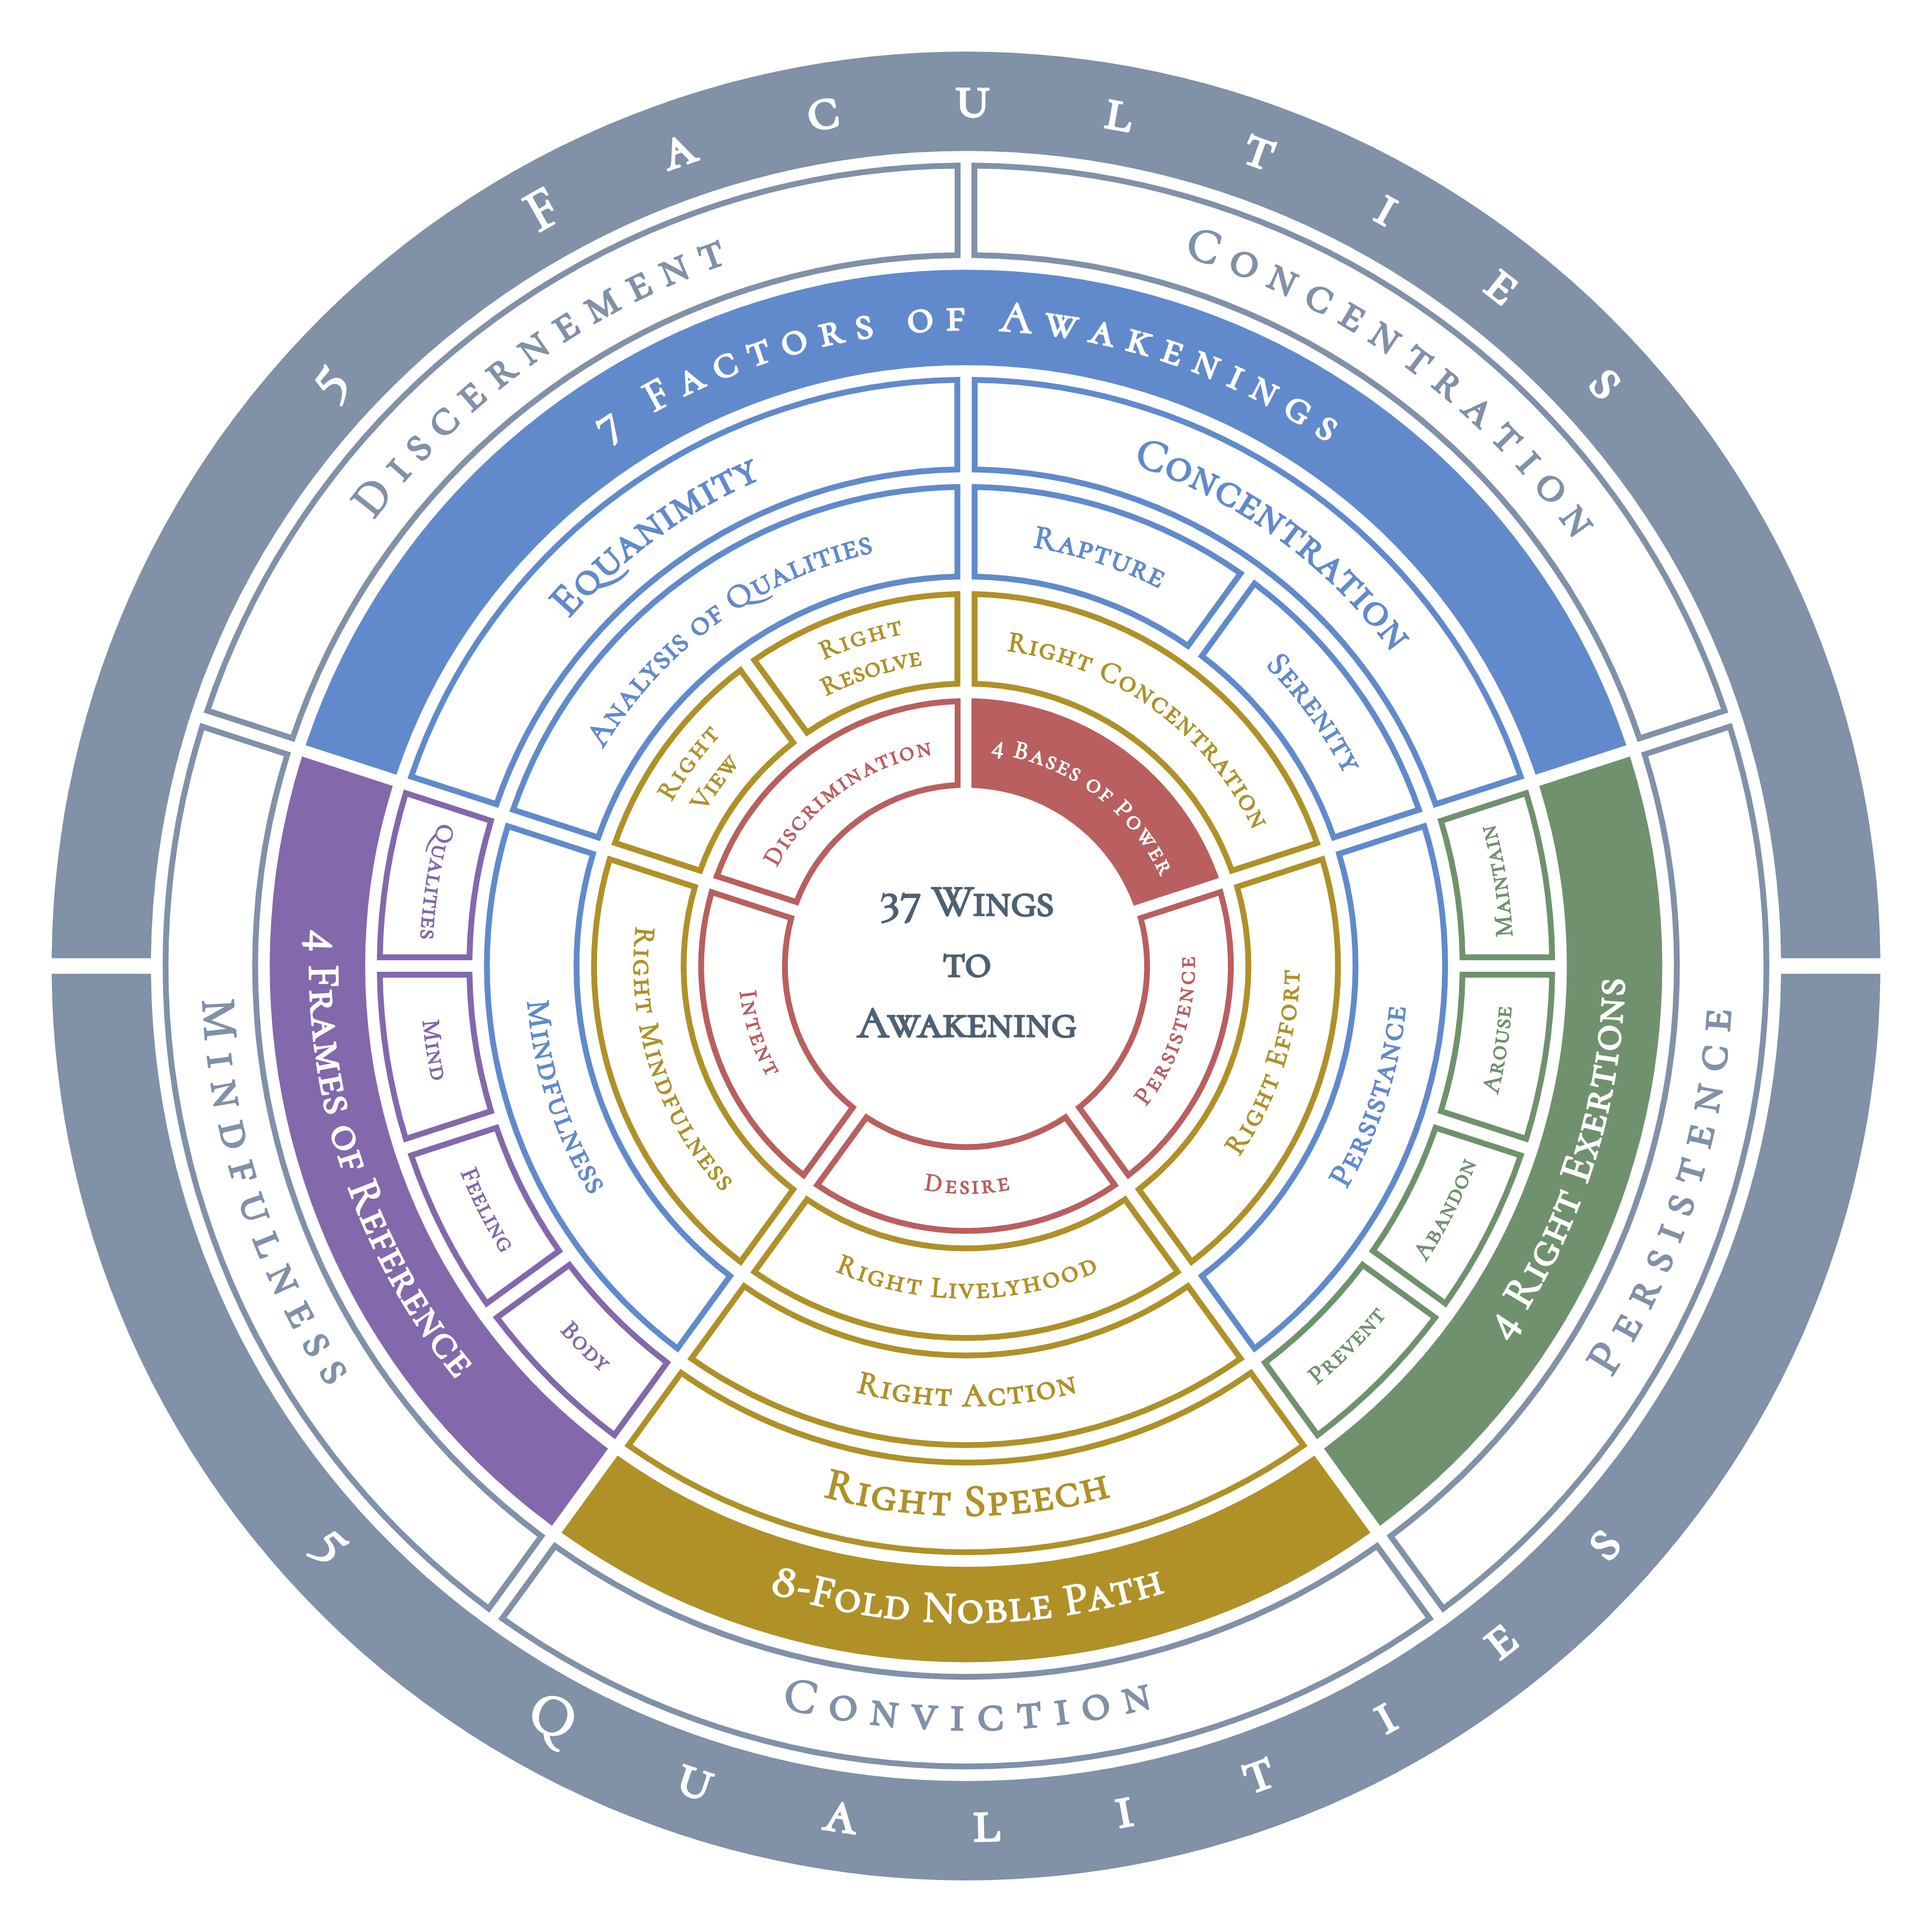 5 FACULTIES
DISCERNEMENT
CONCENTRATION
7 FACTORS OF AWAKENINGS
EQUANIMITY
CONCENTRATION
ANALYSIS OF QUALITIES
RAPTURE
SERENITY
RIGHT
RESOLVE
RIGHT
VIEW
RIGHT CONCENTRATION
DISCRIMINATION
4 BASES OF POWER
37 WINGS
TO
AWAKENING
INTENT
PERSISTENCE
DESIRE
RIGHT MINDFULNESS
RIGHT EFFORT
MINDFULNESS
PERSISTANCE
QUALTIES
MIND
FEELING
BODY
MAINTAIN
AROUSE
ABANDON
PREVENT
4 FRAMES OF REFERENCE
4 RIGHT EXERTIONS
MINDFULNESS
PERSISTENCE
RIGHT LIVELYHOOD
RIGHT ACTION
RIGHT SPEECH
8-FOLD NOBLE PATH
CONVICTION
5 QUALITIES